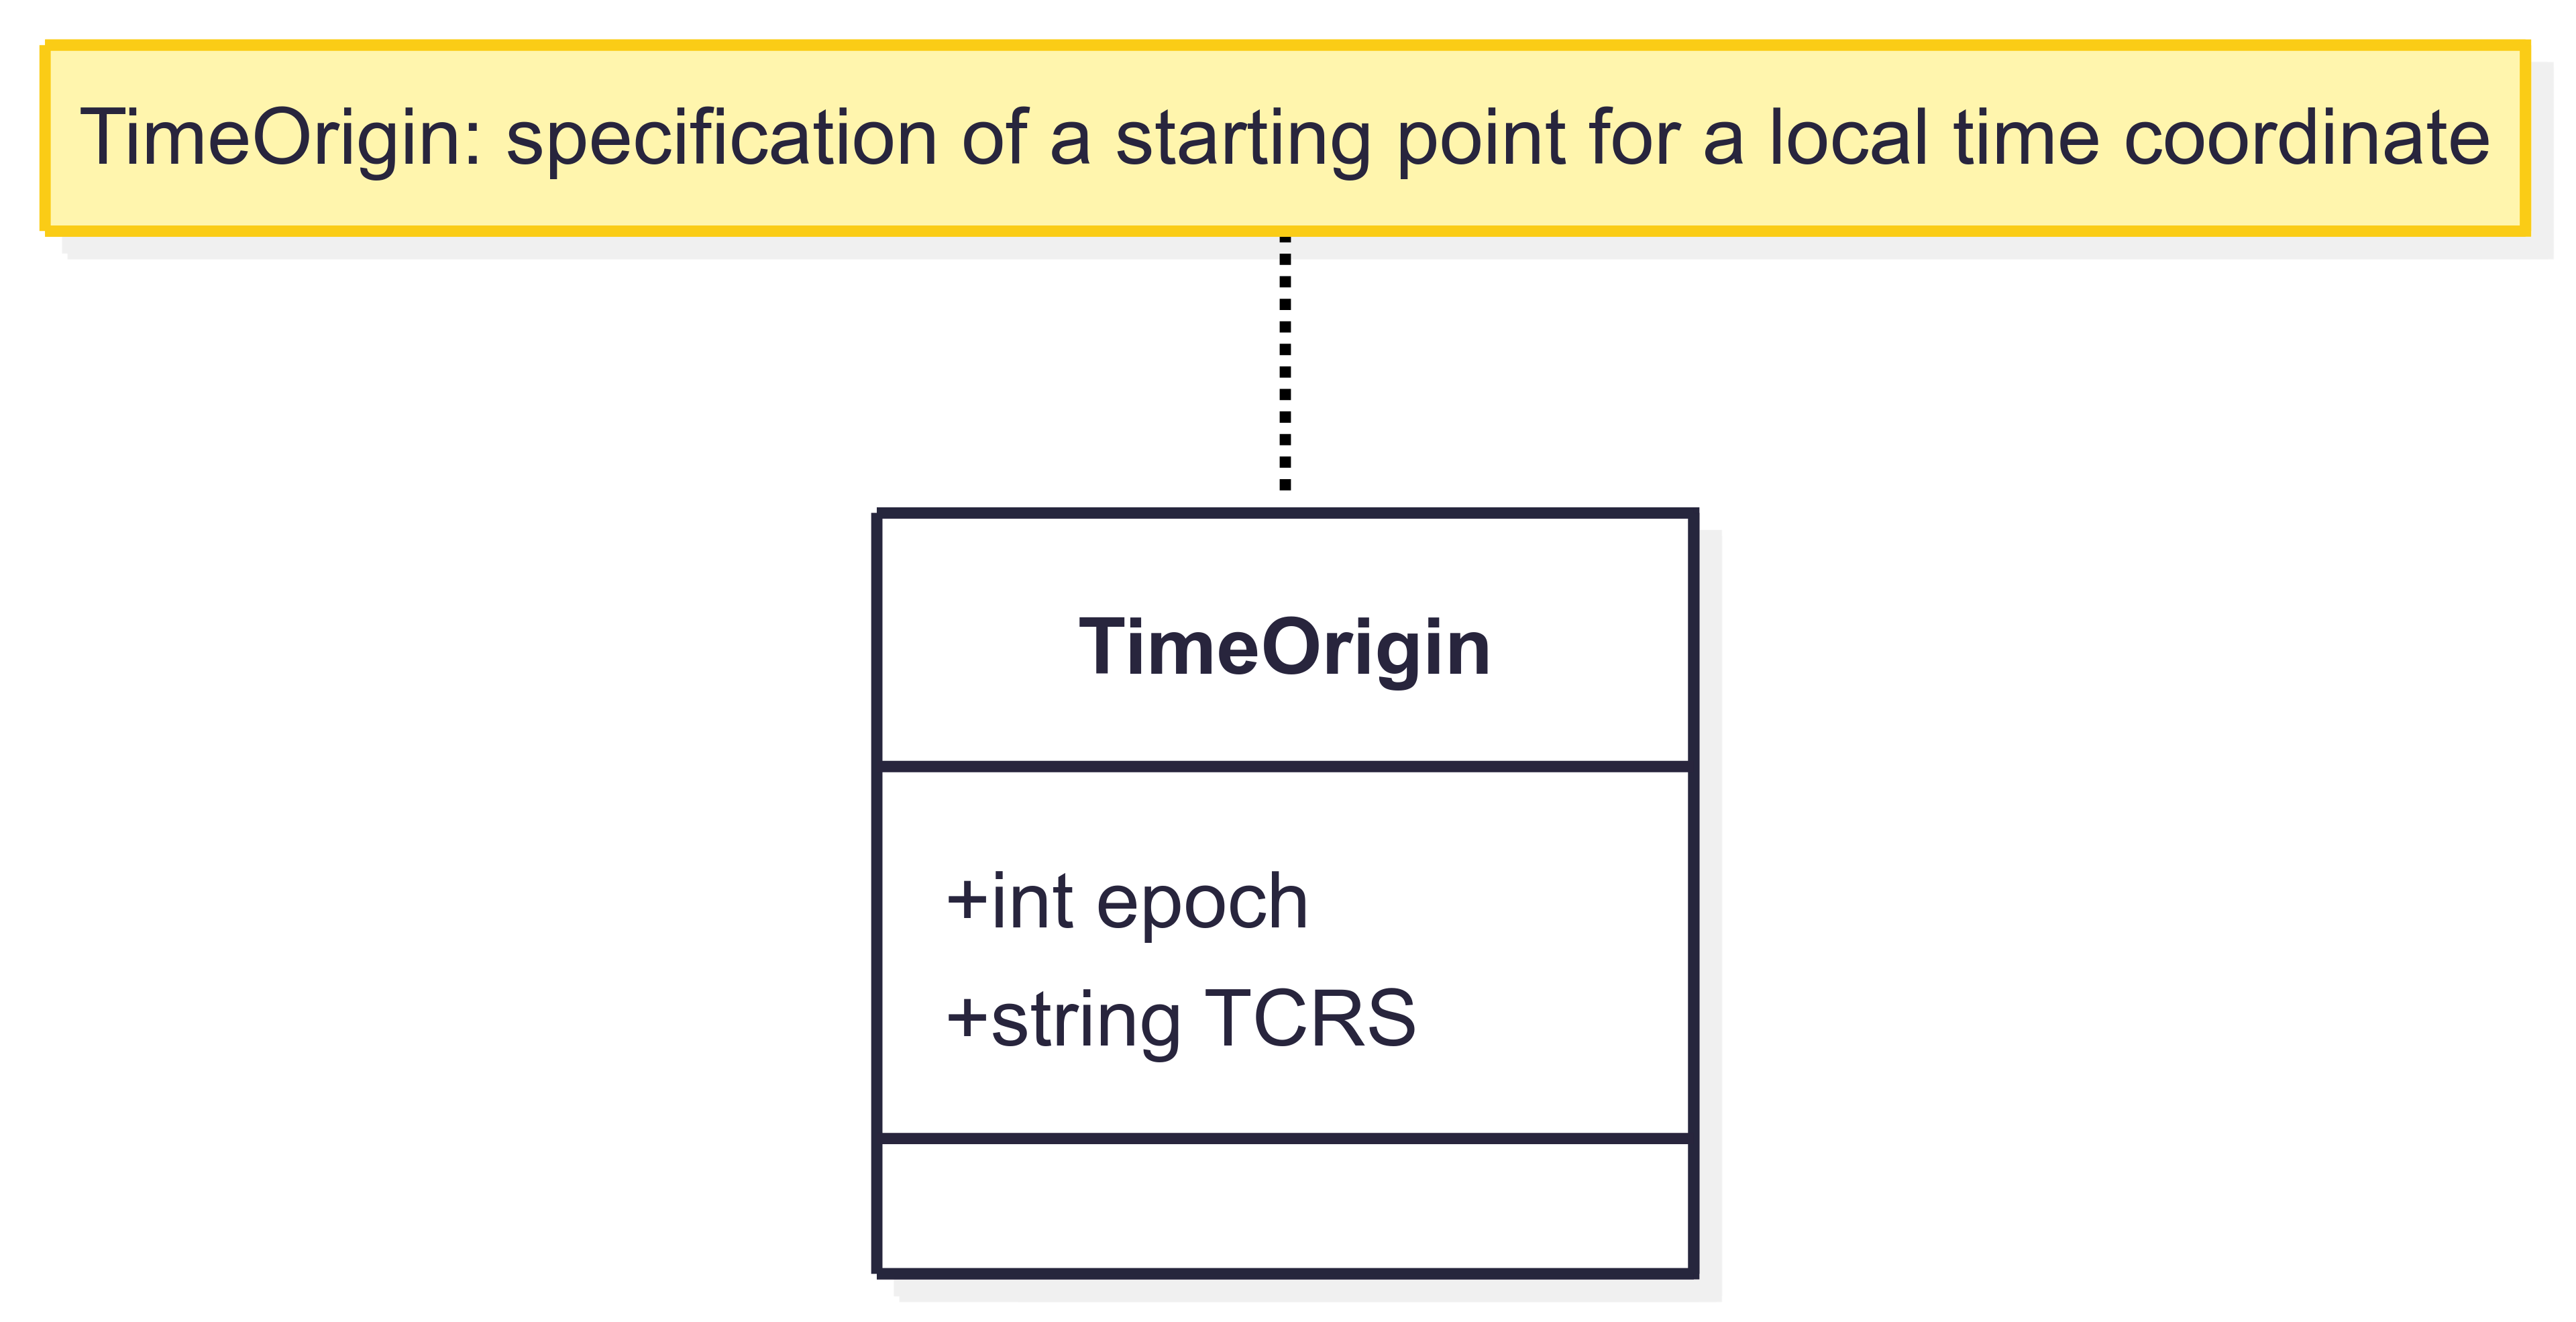 TimeOrigin: specification of a starting point for a local time coordinate
TimeOrigin
+int epoch
+string TCRS